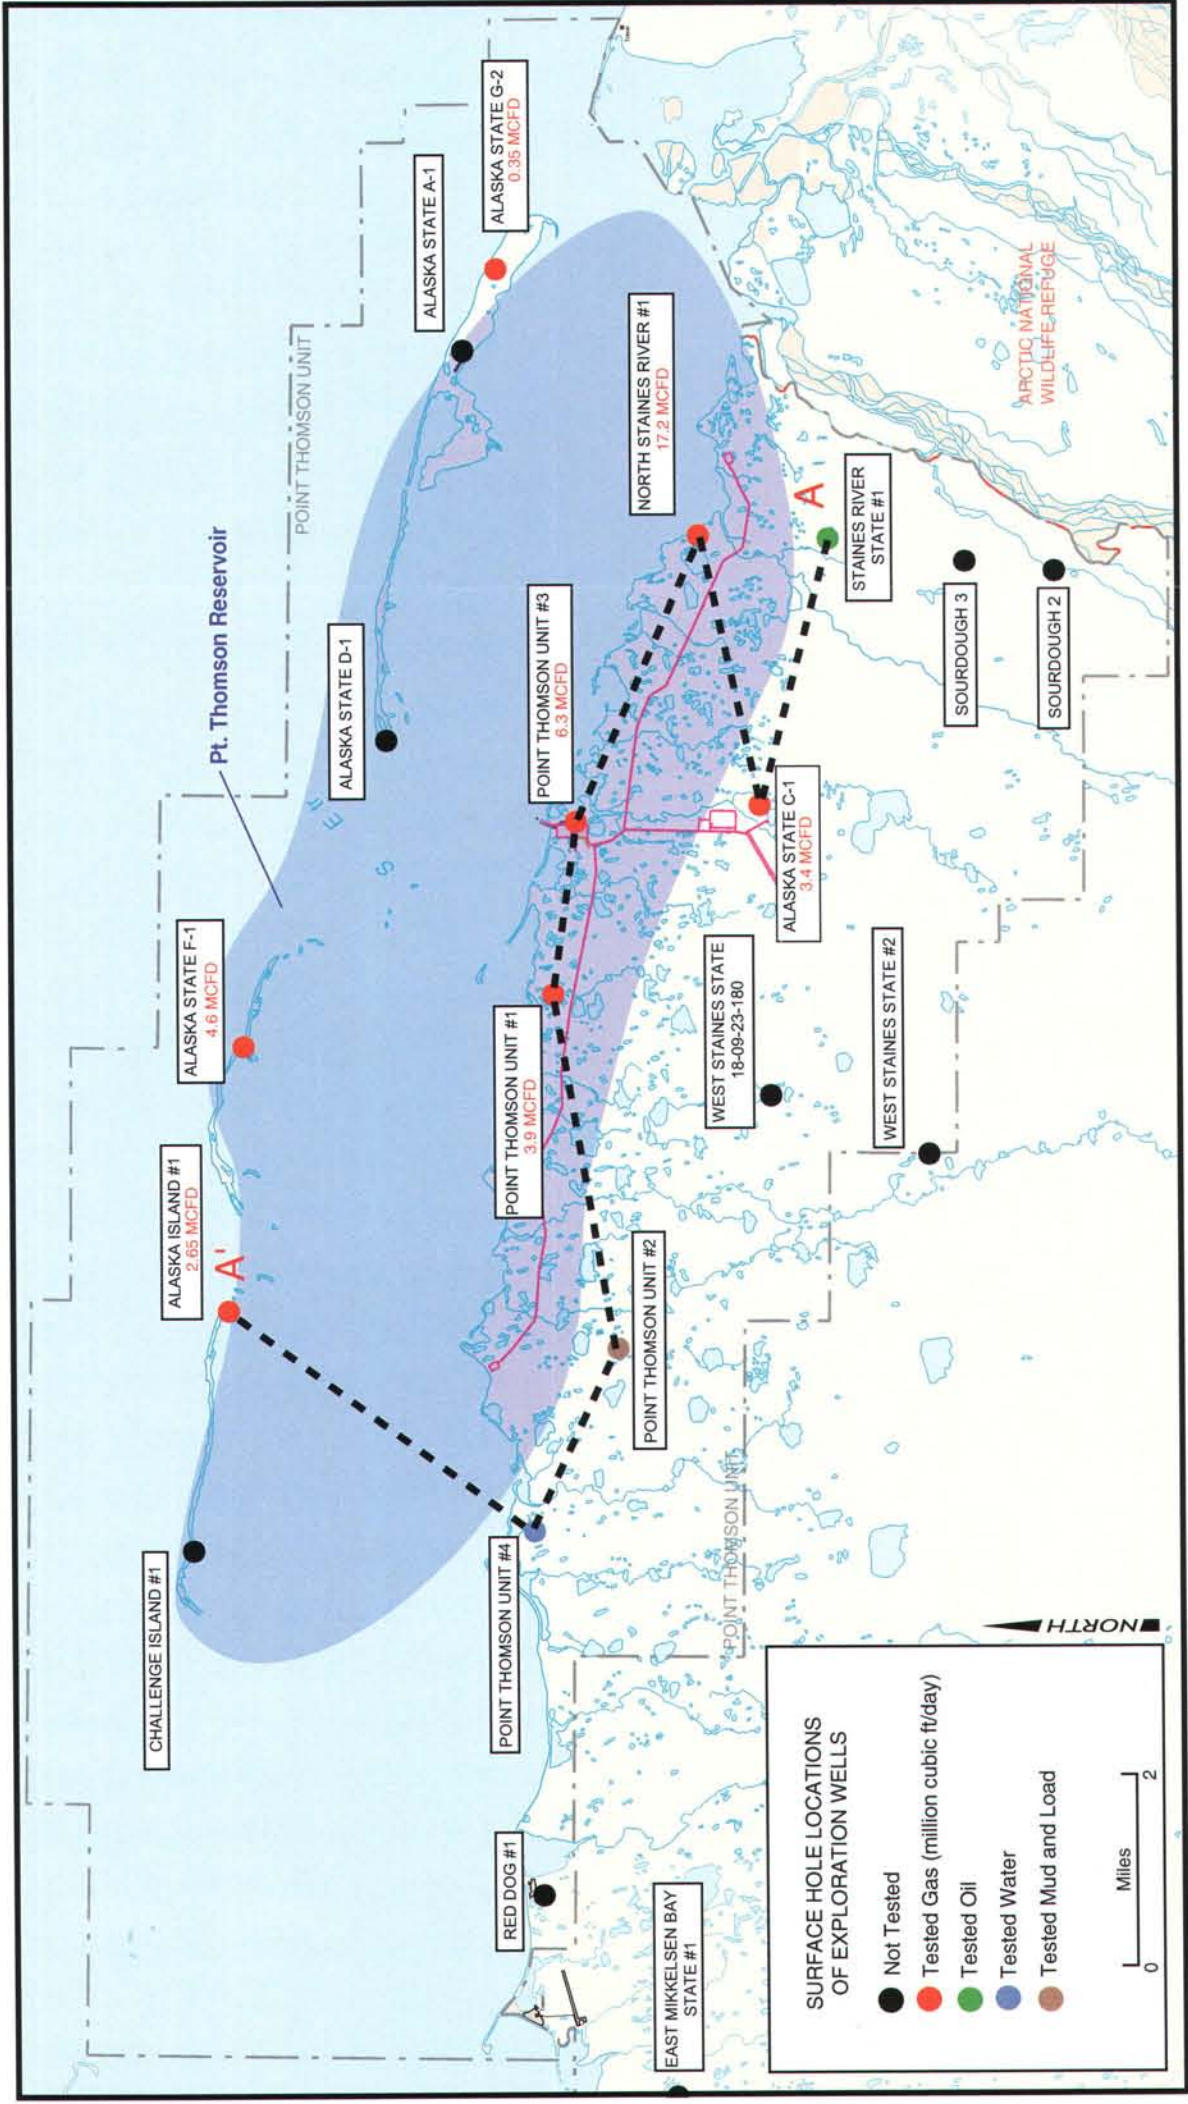 CHALLENGE ISLAND #1
ALASKA ISLAND #1
2.65 MCFD
A'
ALASKA STATE F-1
4.6 MCFD
Pt. Thomson Reservoir
ALASKA STATE D-1
POINT THOMSON UNIT
ALASKA STATE A-1
ALASKA STATE G-2
0.35 MCFD
RED DOG #1
POINT THOMSON UNIT #4
POINT THOMSON UNIT #1
3.9 MCFD
POINT THOMSON UNIT #3
6.3 MCFD
NORTH STAINES RIVER #1
17.2 MCFD
EAST MIKKELSEN BAY
STATE #1
POINT THOMSON UNIT #2
POINT THOMSON UNIT
WEST STAINES STATE
18-09-23-180
ALASKA STATE C-1
3.4 MCFD
A
STAINES RIVER
STATE #1
WEST STAINES STATE #2
SOURDOUGH 3
SOURDOUGH 2
ARCTIC NATIONAL
WILDLIFE REFUGE
NORTH
SURFACE HOLE LOCATIONS
OF EXPLORATION WELLS
Not Tested
Tested Gas (million cubic ft/day)
Tested Oil
Tested Water
Tested Mud and Load
Miles
0 2